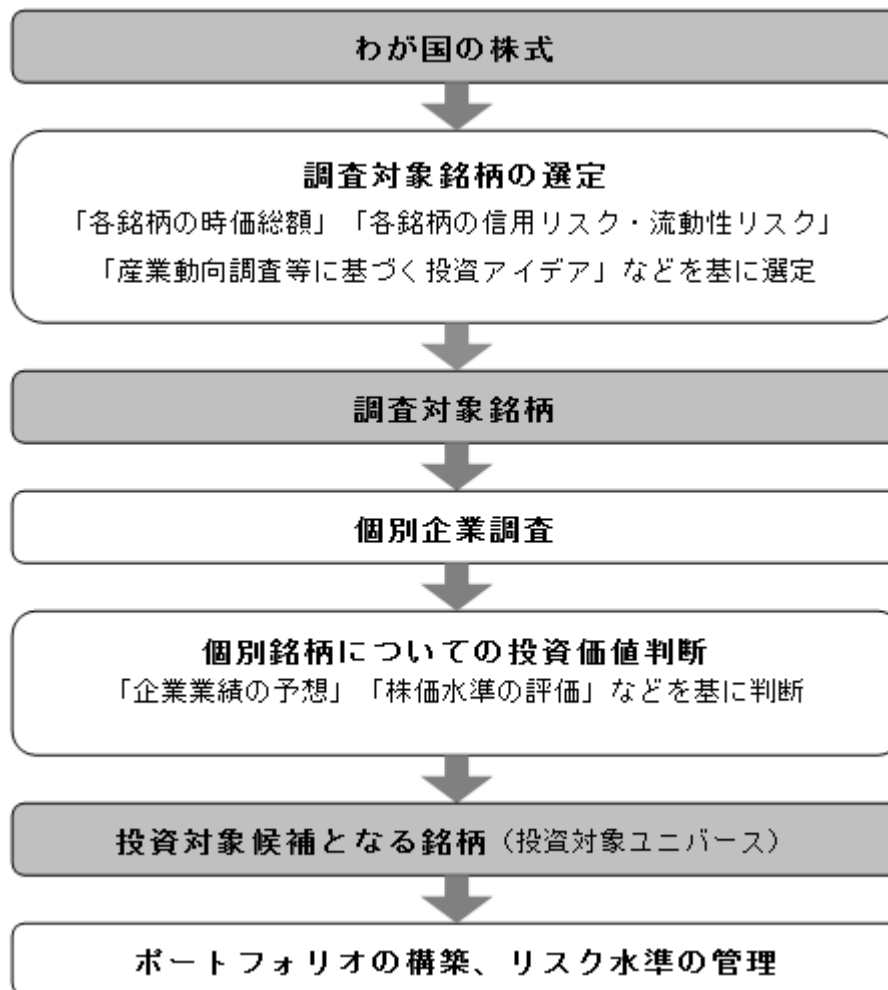 わが国の株式
調査対象銘柄の選定
「各銘柄の時価総額」「各銘柄の信用リスク・流動性リスク」
「産業動向調査等に基づく投資アイデア」などを基に選定
調査対象銘柄
個別企業調査
個別銘柄についての投資価値判断
「企業業績の予想」「株価水準の評価」などを基に判断
投資対象候補となる銘柄（投資対象ユニバース）
ポートフォリオの構築、リスク水準の管理